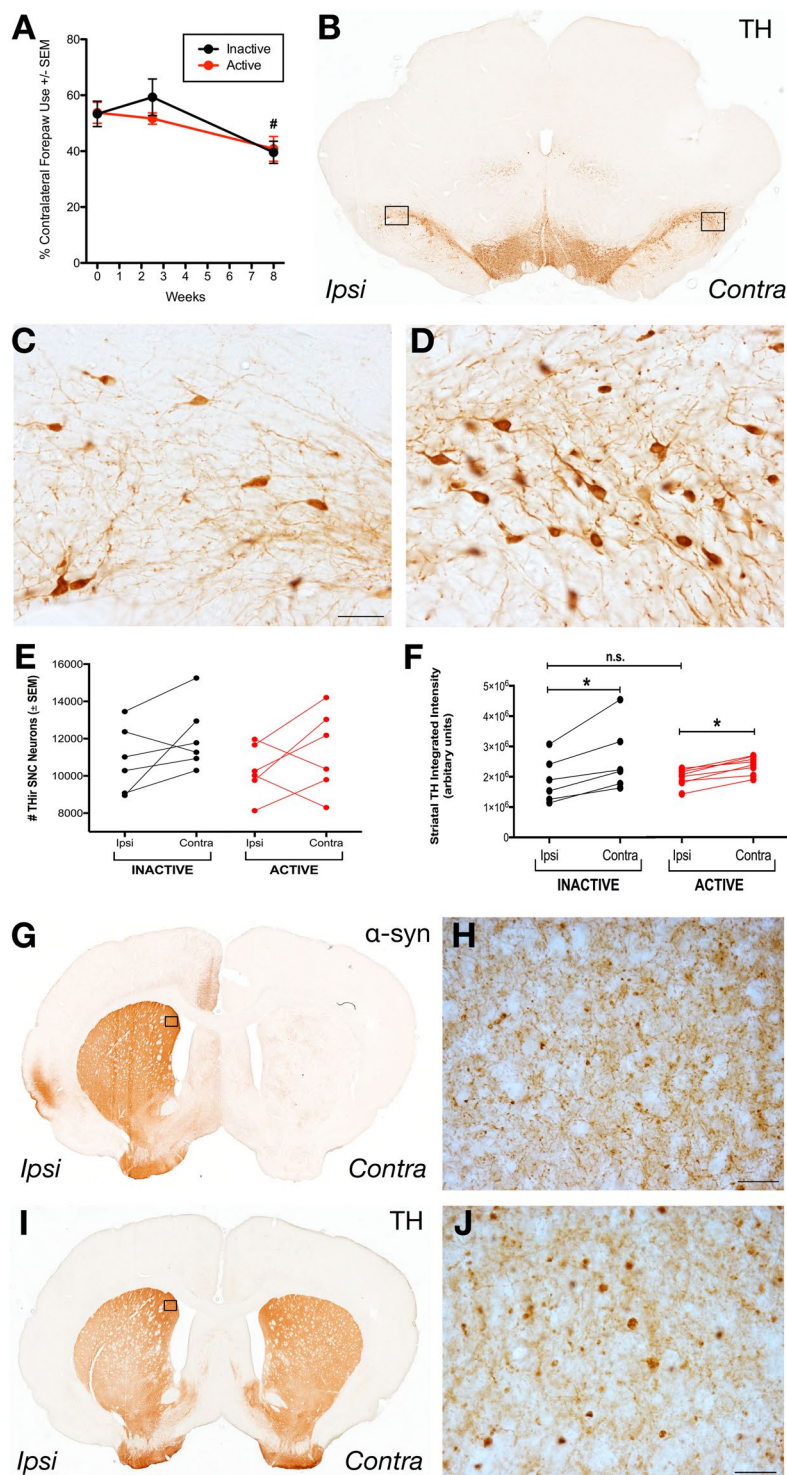 A
80
60
40
20
0
% Contralateral Forepaw Use +/- SEM
Inactive
Active
#
0 1 2 3 4 5 6 7 8
Weeks
B
TH
Ipsi
Contra
C
D
E
16000
14000
12000
10000
8000
# THir SNC Neurons (± SEM)
Ipsi Contra Ipsi Contra
INACTIVE ACTIVE
F
n.s.
*
*
5×10⁶
4×10⁶
3×10⁶
2×10⁶
1×10⁶
0
Striatal TH Integrated Intensity
(arbitary units)
Ipsi Contra Ipsi Contra
INACTIVE ACTIVE
G
α-syn
Ipsi
Contra
H
I
TH
Ipsi
Contra
J